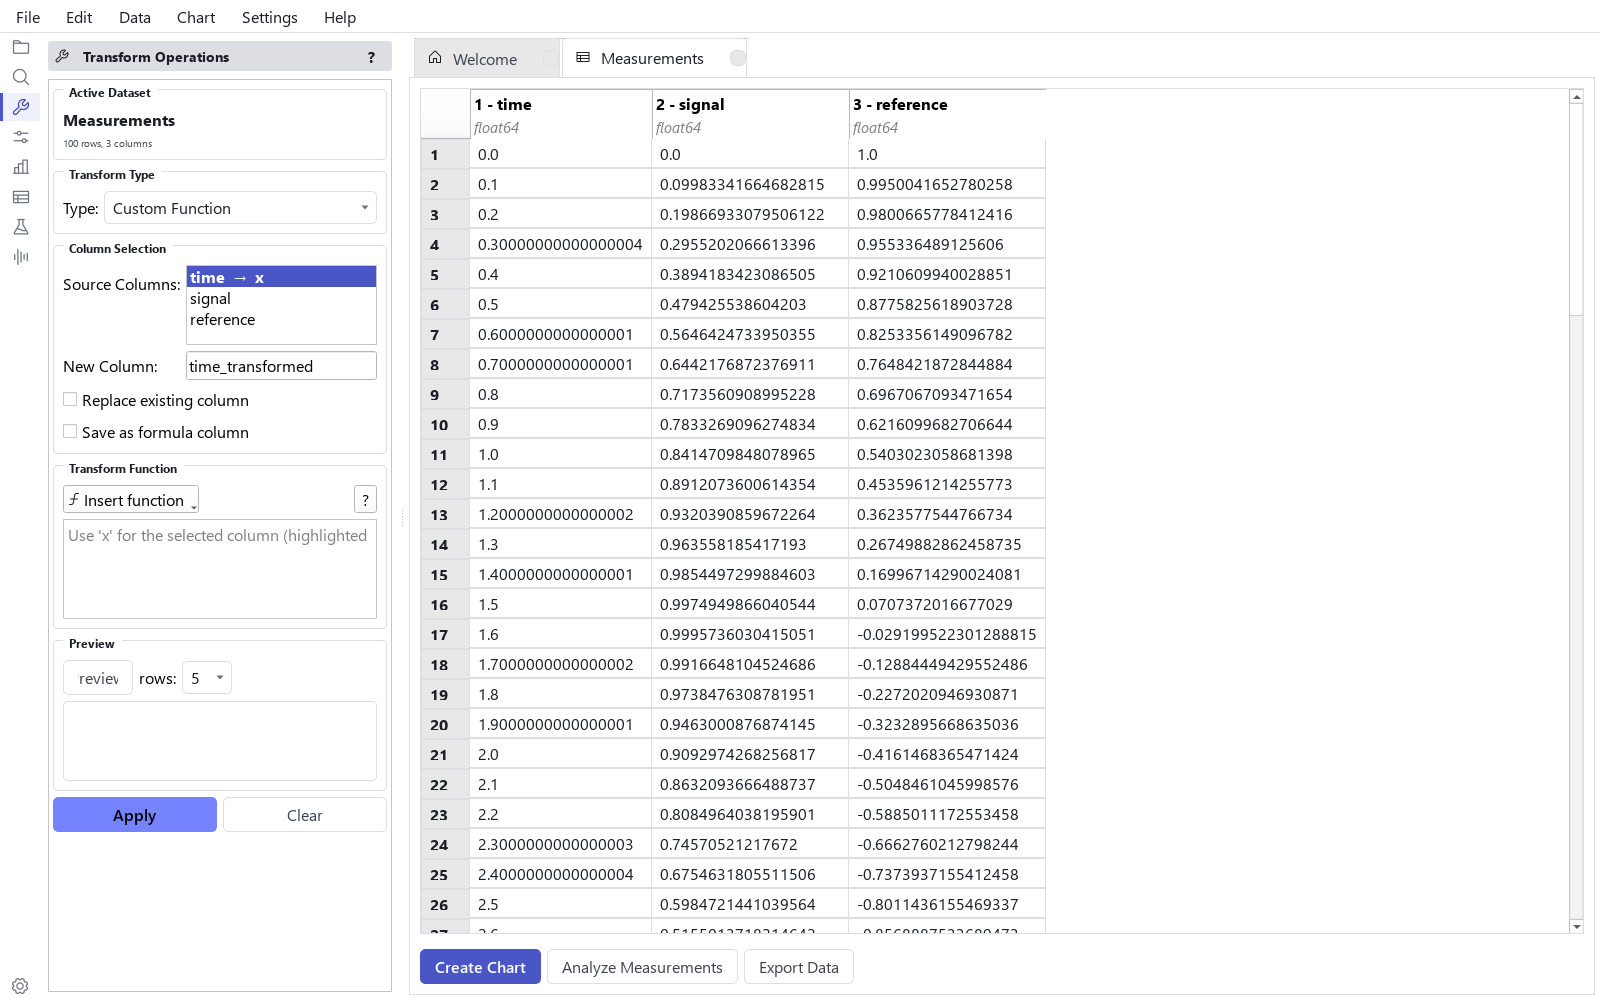 File Edit Data Chart Settings Help
Transform Operations ?
Welcome
Measurements
Active Dataset
Measurements
100 rows, 3 columns
Transform Type
Type: Custom Function
Column Selection
Source Columns:
time → x
signal
reference
New Column: time_transformed
Replace existing column
Save as formula column
Transform Function
f Insert function ?
Use 'x' for the selected column (highlighted
Preview
review rows: 5
Apply Clear
1 - time 2 - signal 3 - reference
float64 float64 float64
1 0.0 0.0 1.0
2 0.1 0.09983341664682815 0.9950041652780258
3 0.2 0.19866933079506122 0.9800665778412416
4 0.30000000000000004 0.2955202066613396 0.955336489125606
5 0.4 0.3894183423086505 0.9210609940028851
6 0.5 0.479425538604203 0.8775825618903728
7 0.6000000000000001 0.5646424733950355 0.8253356149096782
8 0.7000000000000001 0.6442176872376911 0.7648421872844884
9 0.8 0.7173560908995228 0.6967067093471654
10 0.9 0.7833269096274834 0.6216099682706644
11 1.0 0.8414709848078965 0.5403023058681398
12 1.1 0.8912073600614354 0.4535961214255773
13 1.2000000000000002 0.9320390859672264 0.3623577544766734
14 1.3 0.963558185417193 0.26749882862458735
15 1.4000000000000001 0.9854497299884603 0.16996714290024081
16 1.5 0.9974949866040544 0.0707372016677029
17 1.6 0.9995736030415051 -0.029199522301288815
18 1.7000000000000002 0.9916648104524686 -0.12884449429552486
19 1.8 0.9738476308781951 -0.2272020946930871
20 1.9000000000000001 0.9463000876874145 -0.3232895668635036
21 2.0 0.9092974268256817 -0.4161468365471424
22 2.1 0.8632093666488737 -0.5048461045998576
23 2.2 0.8084964038195901 -0.5885011172553458
24 2.3000000000000003 0.74570521217672 -0.6662760212798244
25 2.4000000000000004 0.6754631805511506 -0.7373937155412458
26 2.5 0.5984721441039564 -0.8011436155469337
Create Chart Analyze Measurements Export Data